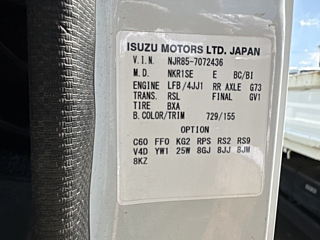 ISUZU MOTORS LTD. JAPAN
V.I.N. NJR85-7072436
M.D. NKR1SE E BC/BI
ENGINE LFB/4JJ1 RR AXLE G73
TRANS. RSL FINAL GV1
TIRE BXA
B.COLOR/TRIM 729/155
OPTION
C60 FFO KG2 RPS RS2 RS9
V4D YW1 25W 8GJ 8JJ 8JM
8KZ